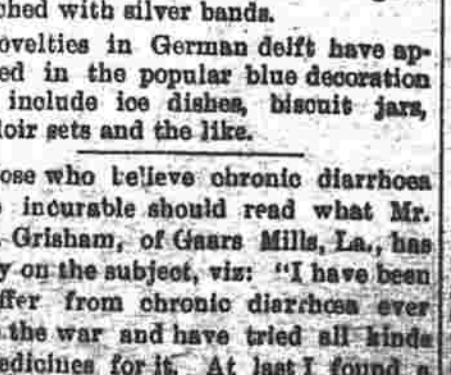 ched with silver bands.
ovelties in German delft have ap-
ed in the popular blue decoration
include ice dishes, biscuit jars,
loir sets and the like.
ose who believe chronic diarrhoea
incurable should read what Mr.
Grisham, of Gaars Mills, La., has
y on the subject, viz: "I have been
ffer from chronic diarrhoea ever
the war and have tried all kinds
edicines for it. At last I found a